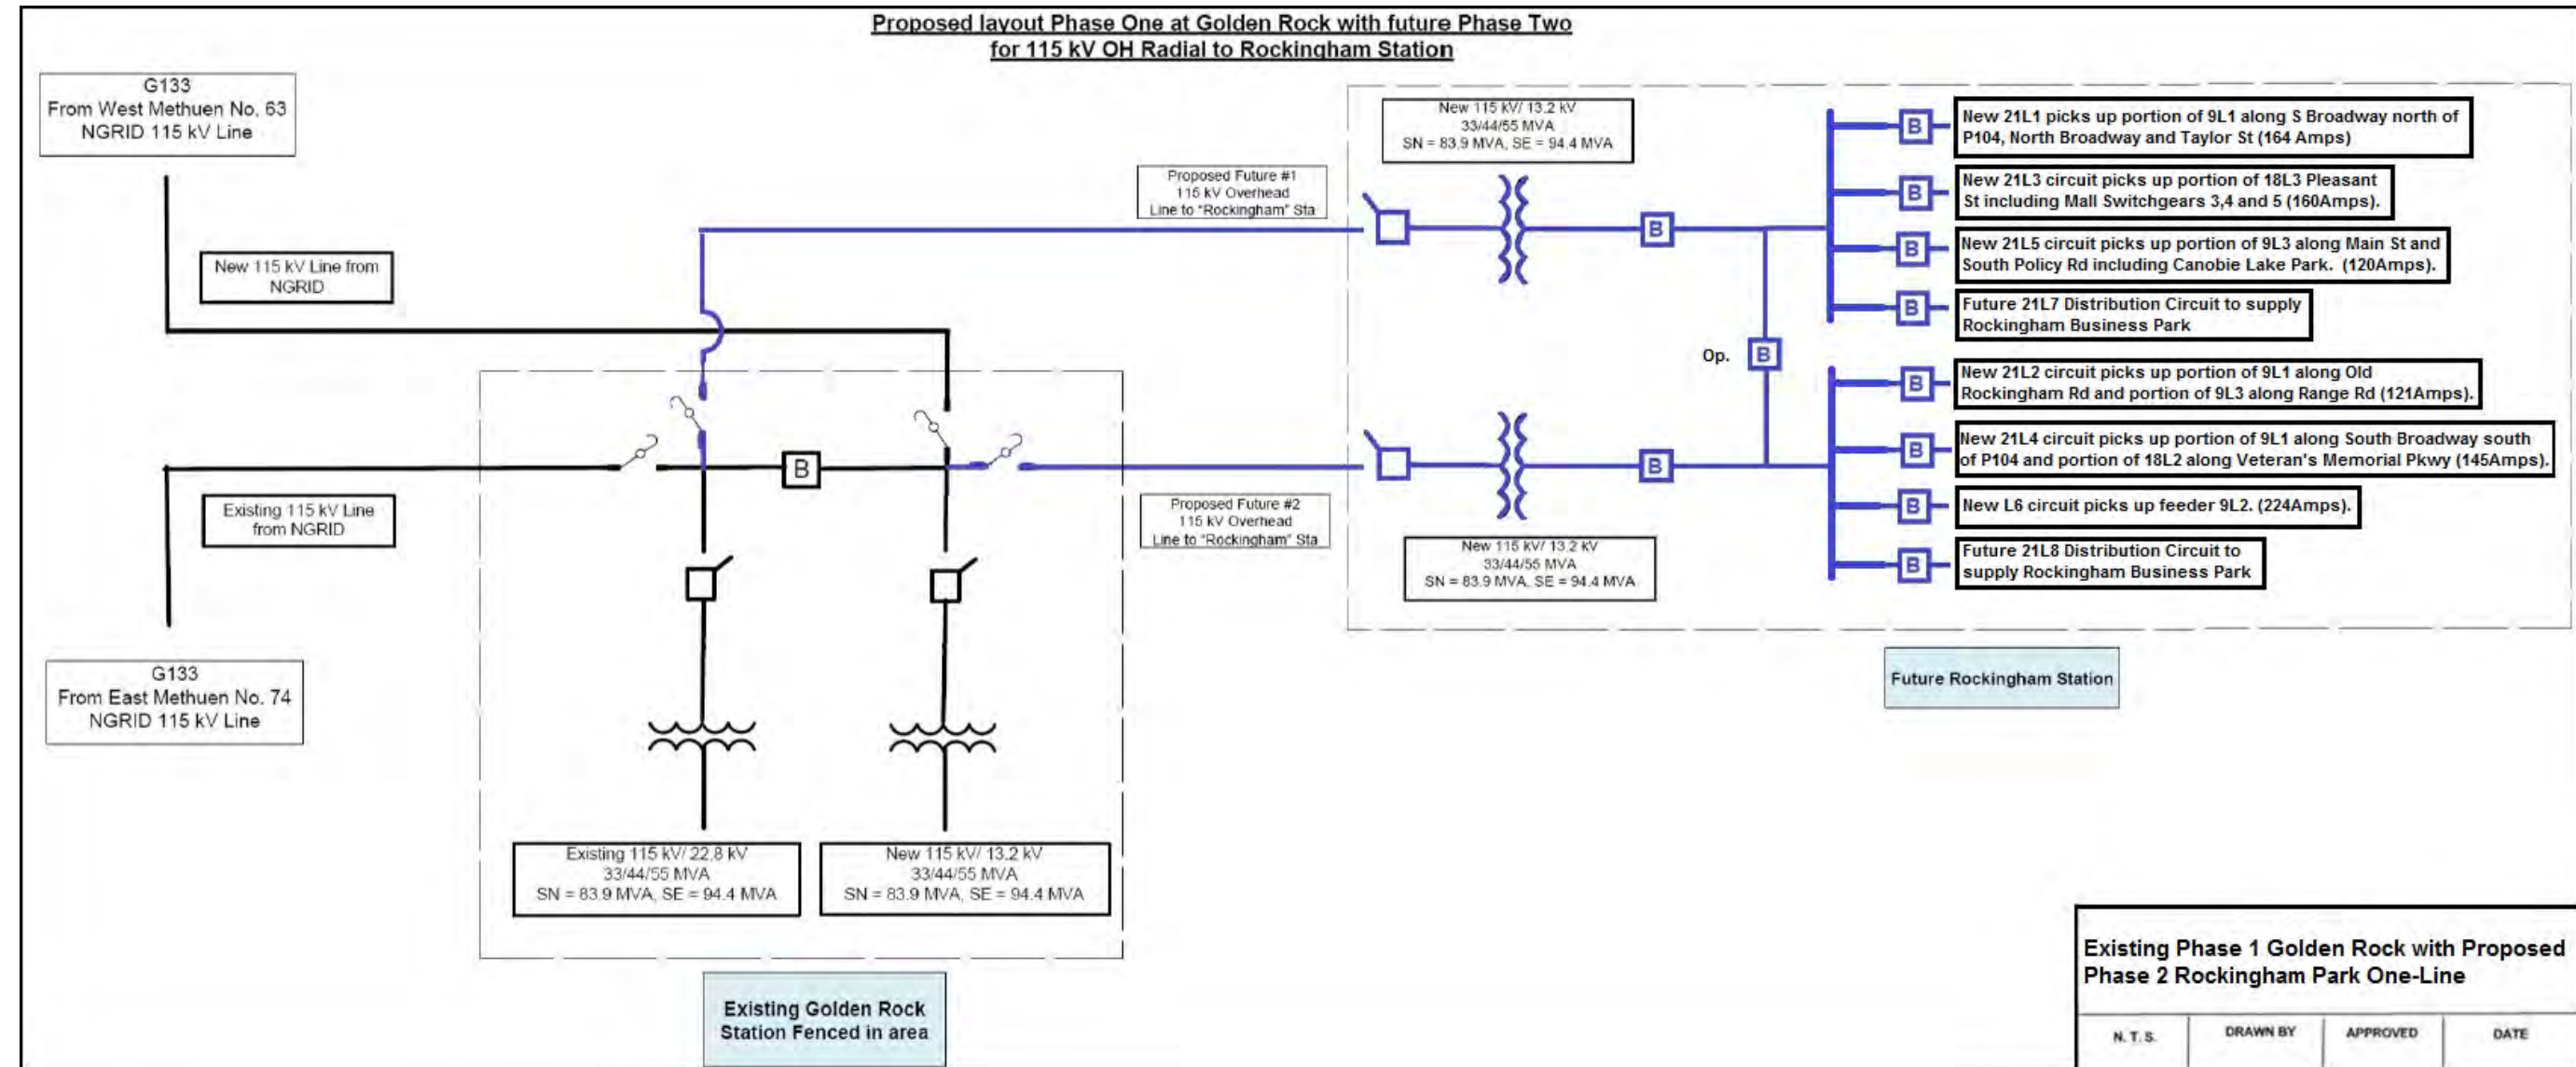 Proposed layout Phase One at Golden Rock with future Phase Two
for 115 kV OH Radial to Rockingham Station
G133
From West Methuen No. 63
NGRID 115 kV Line
New 115 kV Line from
NGRID
Existing 115 kV Line
from NGRID
G133
From East Methuen No. 74
NGRID 115 kV Line
B
Existing 115 kV/ 22.8 kV
33/44/55 MVA
SN = 83.9 MVA, SE = 94.4 MVA
New 115 kV/ 13.2 kV
33/44/55 MVA
SN = 83.9 MVA, SE = 94.4 MVA
Existing Golden Rock
Station Fenced in area
Proposed Future #1
115 kV Overhead
Line to "Rockingham" Sta
Proposed Future #2
115 kV Overhead
Line to "Rockingham" Sta
New 115 kV/ 13.2 kV
33/44/55 MVA
SN = 83.9 MVA, SE = 94.4 MVA
B
Op.
B
B
New 115 kV/ 13.2 kV
33/44/55 MVA
SN = 83.9 MVA, SE = 94.4 MVA
B
New 21L1 picks up portion of 9L1 along S Broadway north of
P104, North Broadway and Taylor St (164 Amps)
B
New 21L3 circuit picks up portion of 18L3 Pleasant
St including Mall Switchgears 3,4 and 5 (160Amps).
B
New 21L5 circuit picks up portion of 9L3 along Main St and
South Policy Rd including Canobie Lake Park. (120Amps).
B
Future 21L7 Distribution Circuit to supply
Rockingham Business Park
B
New 21L2 circuit picks up portion of 9L1 along Old
Rockingham Rd and portion of 9L3 along Range Rd (121Amps).
B
New 21L4 circuit picks up portion of 9L1 along South Broadway south
of P104 and portion of 18L2 along Veteran's Memorial Pkwy (145Amps).
B
New L6 circuit picks up feeder 9L2. (224Amps).
B
Future 21L8 Distribution Circuit to
supply Rockingham Business Park
Future Rockingham Station
Existing Phase 1 Golden Rock with Proposed
Phase 2 Rockingham Park One-Line
N. T. S.
DRAWN BY
APPROVED
DATE